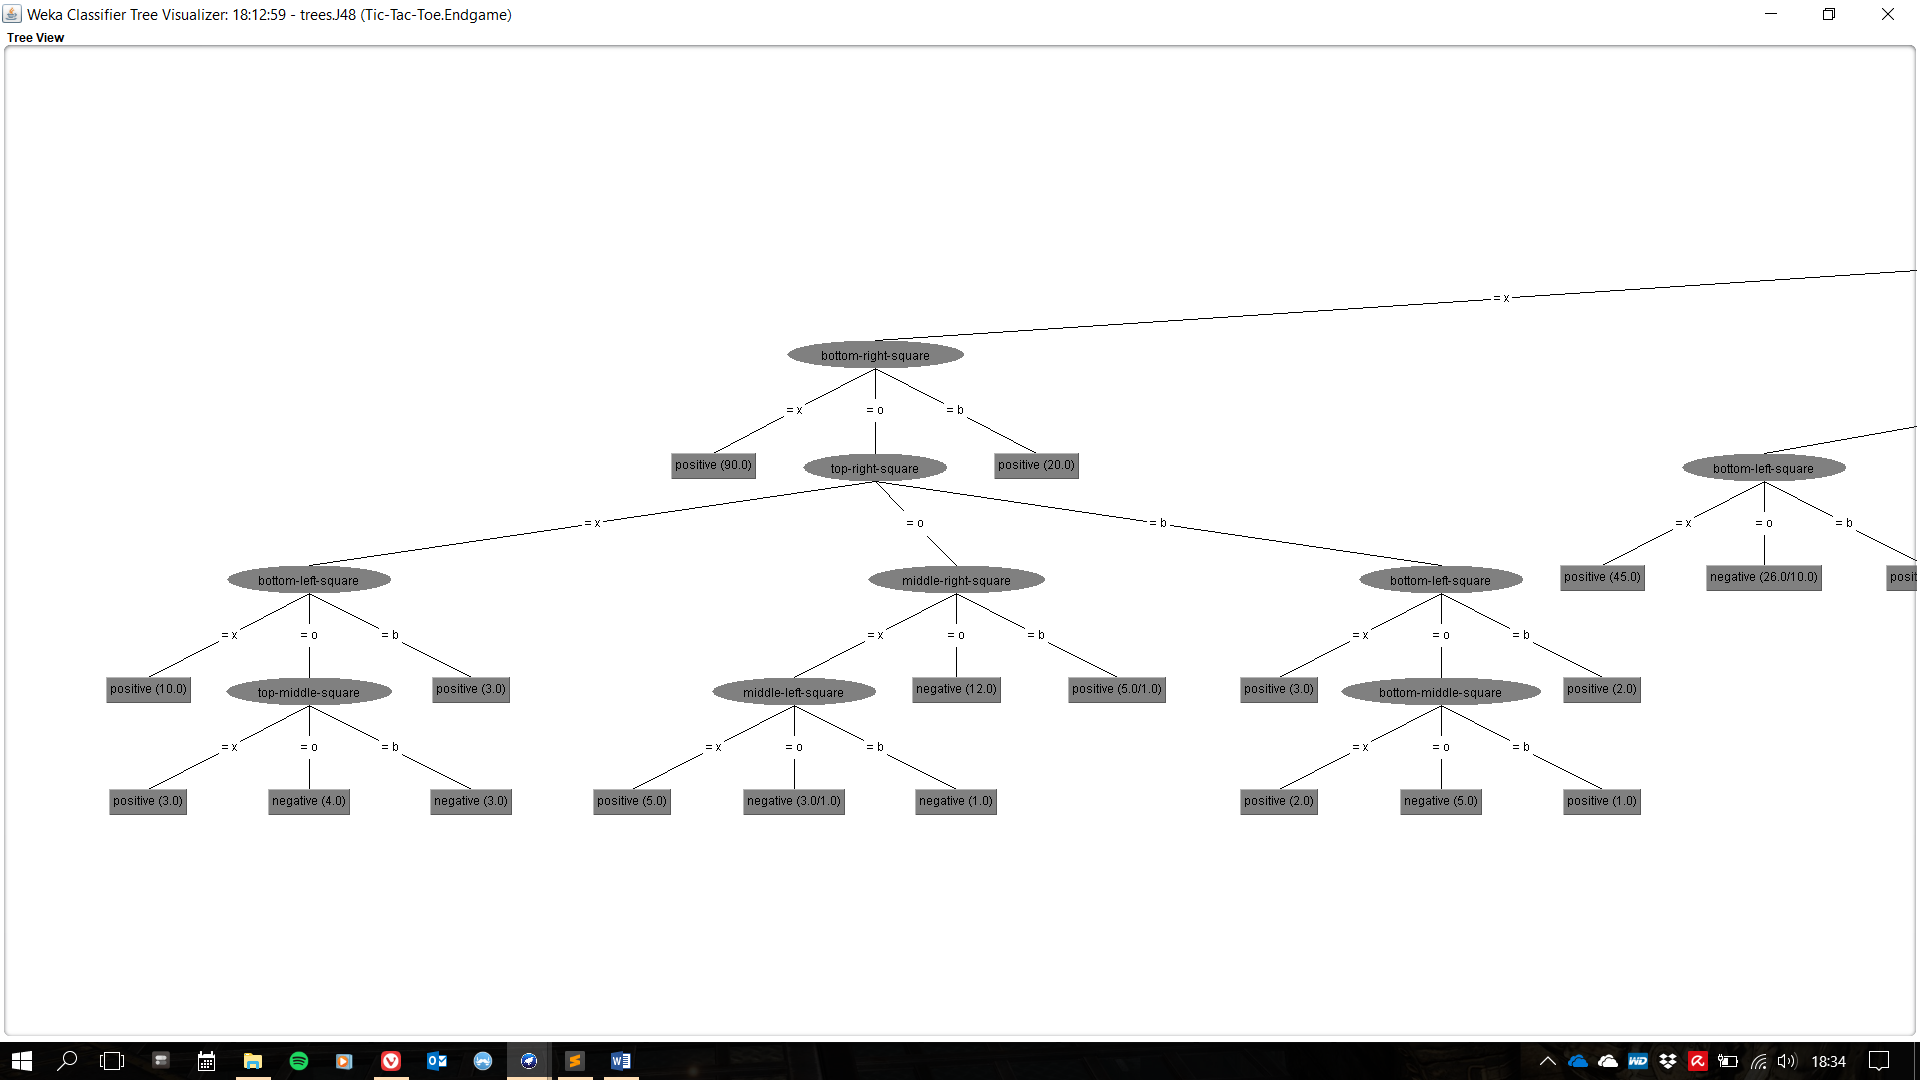 Weka Classifier Tree Visualizer: 18:12:59 - trees.J48 (Tic-Tac-Toe.Endgame)
Tree View
= x
bottom-right-square
= x = o = b
positive (90.0) top-right-square positive (20.0) bottom-left-square
= x = o = b = x = o = b
bottom-left-square middle-right-square bottom-left-square positive (45.0) negative (26.0/10.0) posit
= x = o = b = x = o = b = x = o = b
positive (10.0) top-middle-square positive (3.0) middle-left-square negative (12.0) positive (5.0/1.0) positive (3.0) bottom-middle-square positive (2.0)
= x = o = b = x = o = b = x = o = b
positive (3.0) negative (4.0) negative (3.0) positive (5.0) negative (3.0/1.0) negative (1.0) positive (2.0) negative (5.0) positive (1.0)
WD 18:34